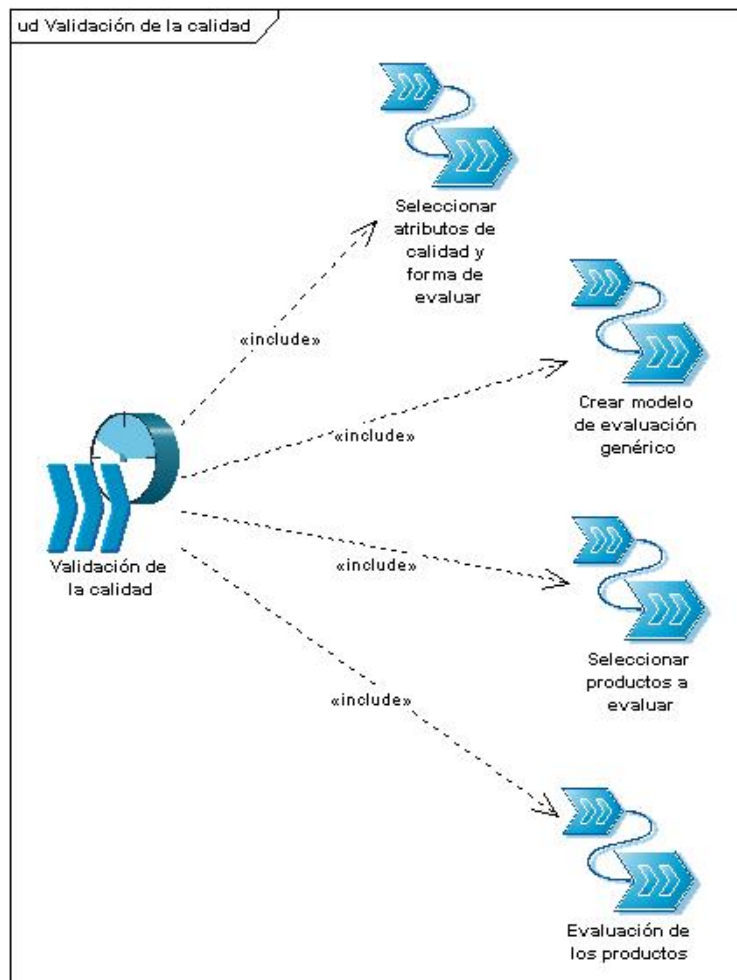 ud Validación de la calidad
Seleccionar
atributos de
calidad y
forma de
evaluar
«include»
Crear modelo
de evaluación
genérico
«include»
Validación de
la calidad
«include»
Seleccionar
productos a
evaluar
«include»
Evaluación de
los productos